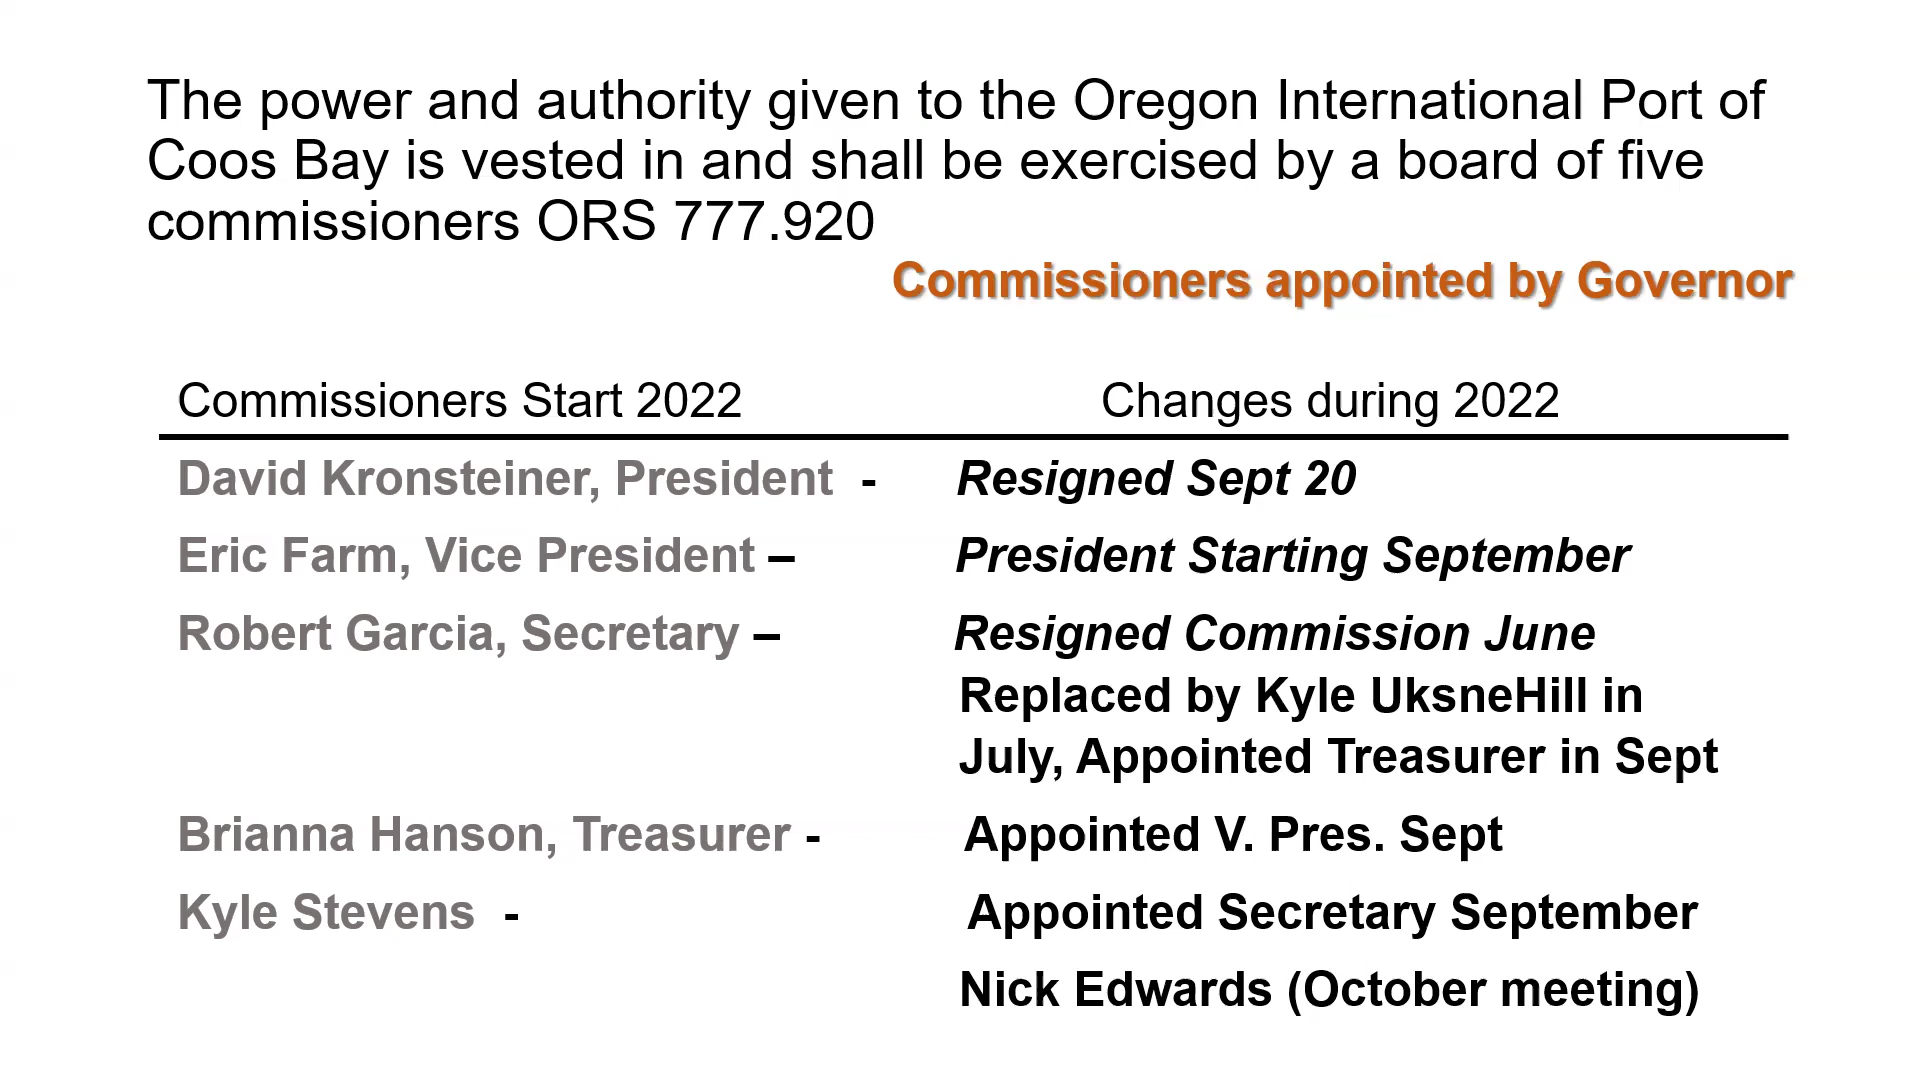 The power and authority given to the Oregon International Port of
Coos Bay is vested in and shall be exercised by a board of five
commissioners ORS 777.920
Commissioners appointed by Governor
Commissioners Start 2022 Changes during 2022
David Kronsteiner, President - Resigned Sept 20
Eric Farm, Vice President – President Starting September
Robert Garcia, Secretary – Resigned Commission June
Replaced by Kyle UksneHill in
July, Appointed Treasurer in Sept
Brianna Hanson, Treasurer - Appointed V. Pres. Sept
Kyle Stevens - Appointed Secretary September
Nick Edwards (October meeting)